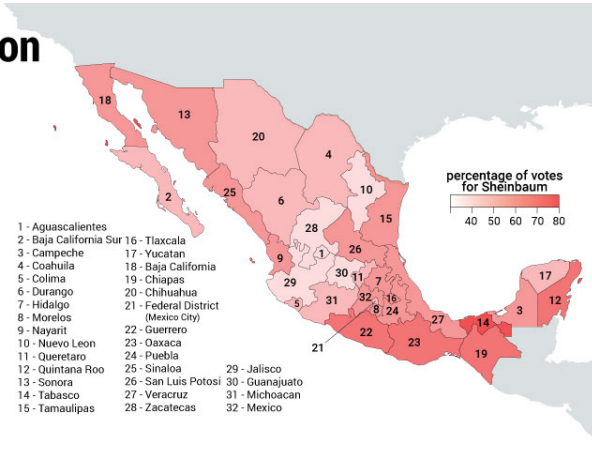 on
percentage of votes
for Sheinbaum
40 50 60 70 80
18
13
20
4
2
25
6
10
15
28
26
9
1
29
30
11
7
5
31
32
16
8
24
27
21
22
23
14
19
3
17
12
1 - Aguascalientes
2 - Baja California Sur
3 - Campeche
4 - Coahuila
5 - Colima
6 - Durango
7 - Hidalgo
8 - Morelos
9 - Nayarit
10 - Nuevo Leon
11 - Queretaro
12 - Quintana Roo
13 - Sonora
14 - Tabasco
15 - Tamaulipas
16 - Tlaxcala
17 - Yucatan
18 - Baja California
19 - Chiapas
20 - Chihuahua
21 - Federal District
(Mexico City)
22 - Guerrero
23 - Oaxaca
24 - Puebla
25 - Sinaloa
26 - San Luis Potosi
27 - Veracruz
28 - Zacatecas
29 - Jalisco
30 - Guanajuato
31 - Michoacan
32 - Mexico